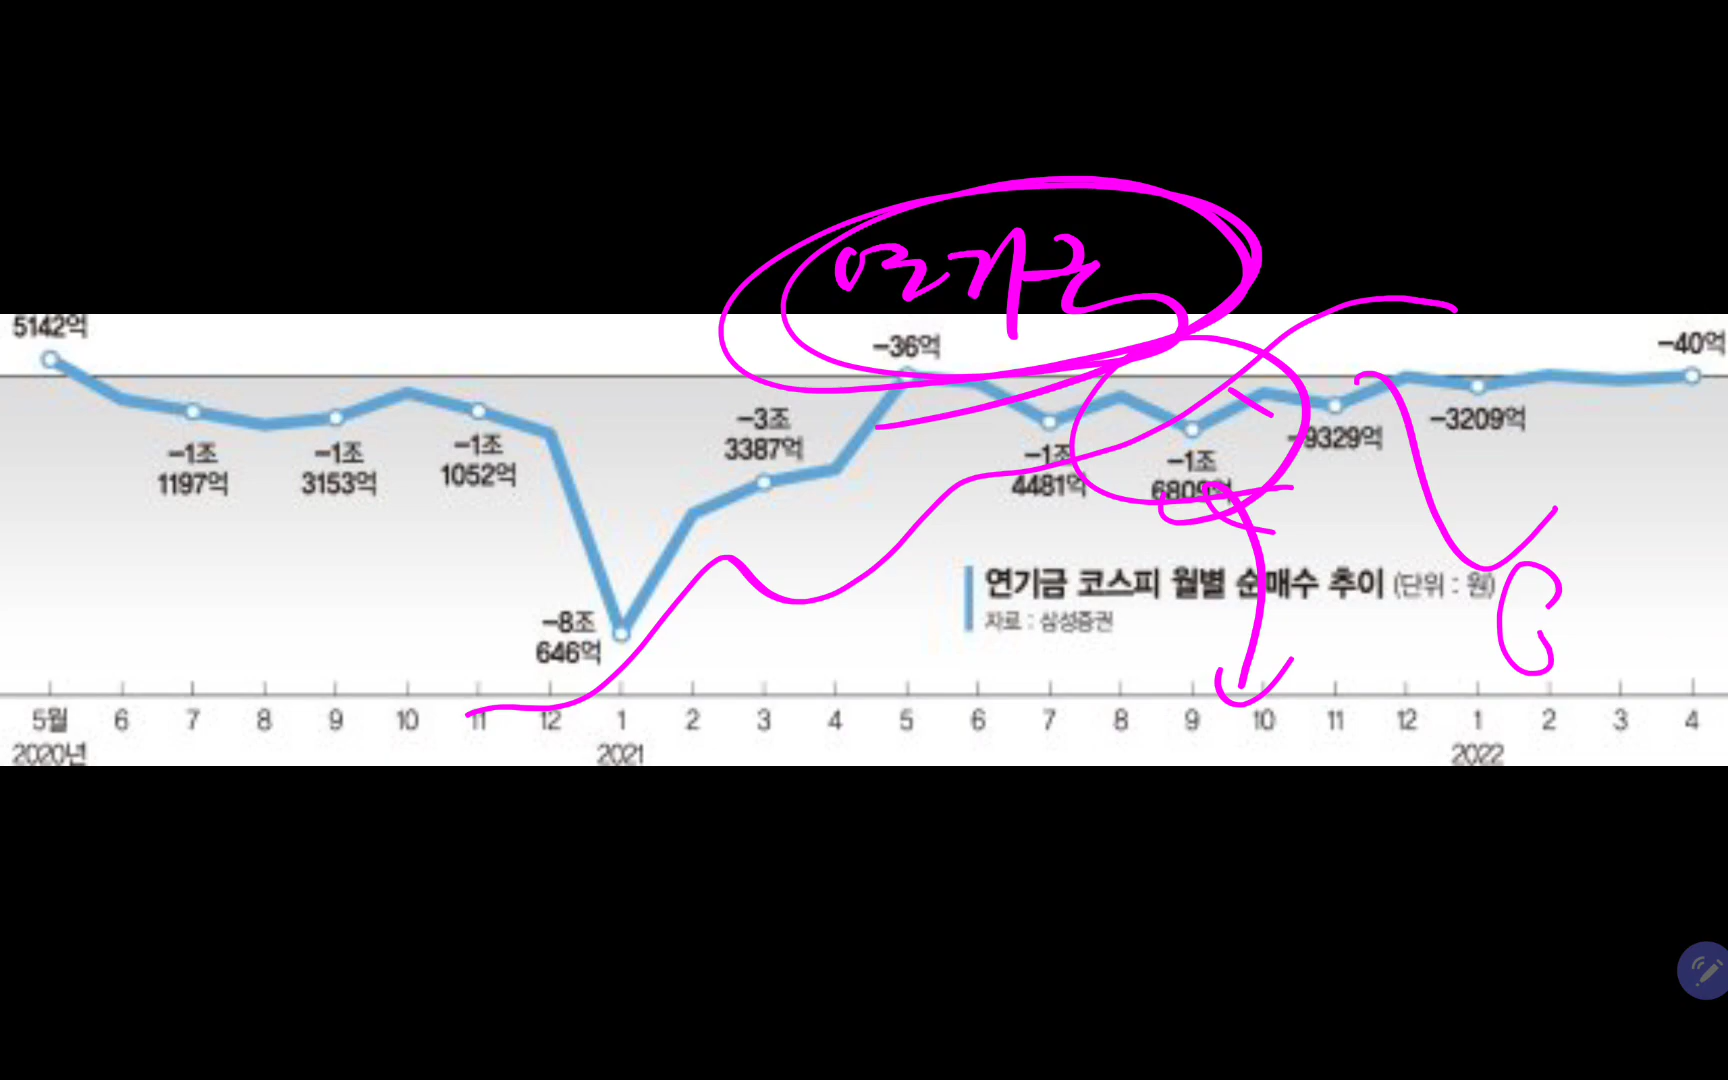 연기금
5142억
-36억
-40억
-1조
1197억
-1조
3153억
-1조
1052억
-8조
646억
-3조
3387억
-1조
4481억
-1조
6809억
-9329억
-3209억
연기금 코스피 월별 순매수 추이 (단위 : 원)
자료 : 삼성증권
5월 6 7 8 9 10 11 12 1 2 3 4 5 6 7 8 9 10 11 12 1 2 3 4
2020년 2021 2022